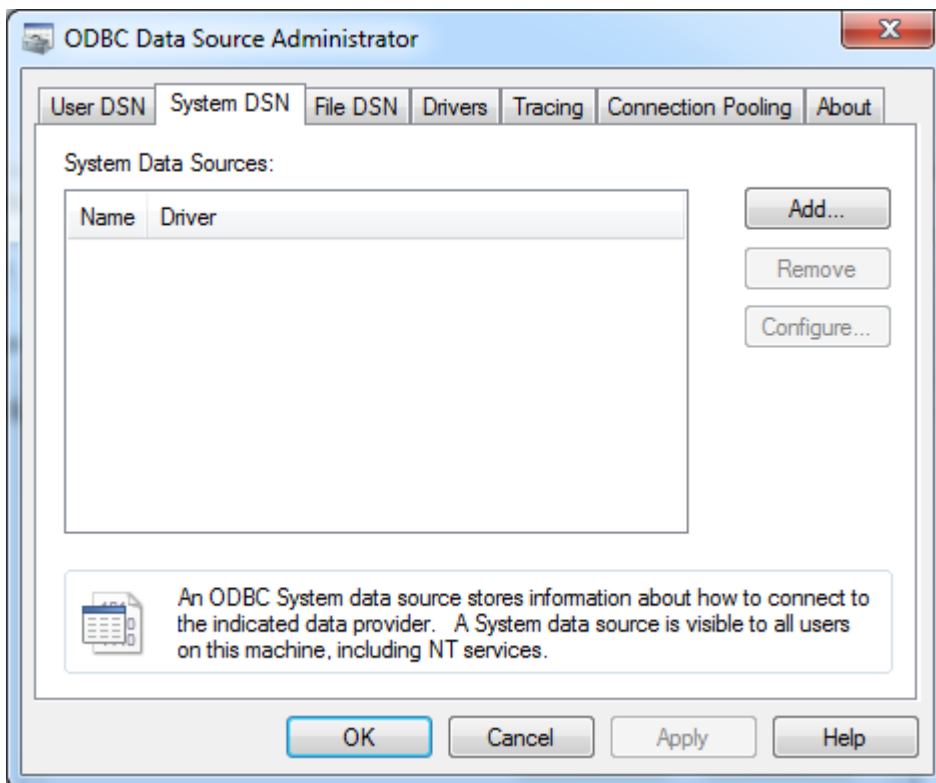 ODBC Data Source Administrator
User DSN System DSN File DSN Drivers Tracing Connection Pooling About
System Data Sources:
Name Driver
Add...
Remove
Configure...
An ODBC System data source stores information about how to connect to
the indicated data provider. A System data source is visible to all users
on this machine, including NT services.
OK Cancel Apply Help